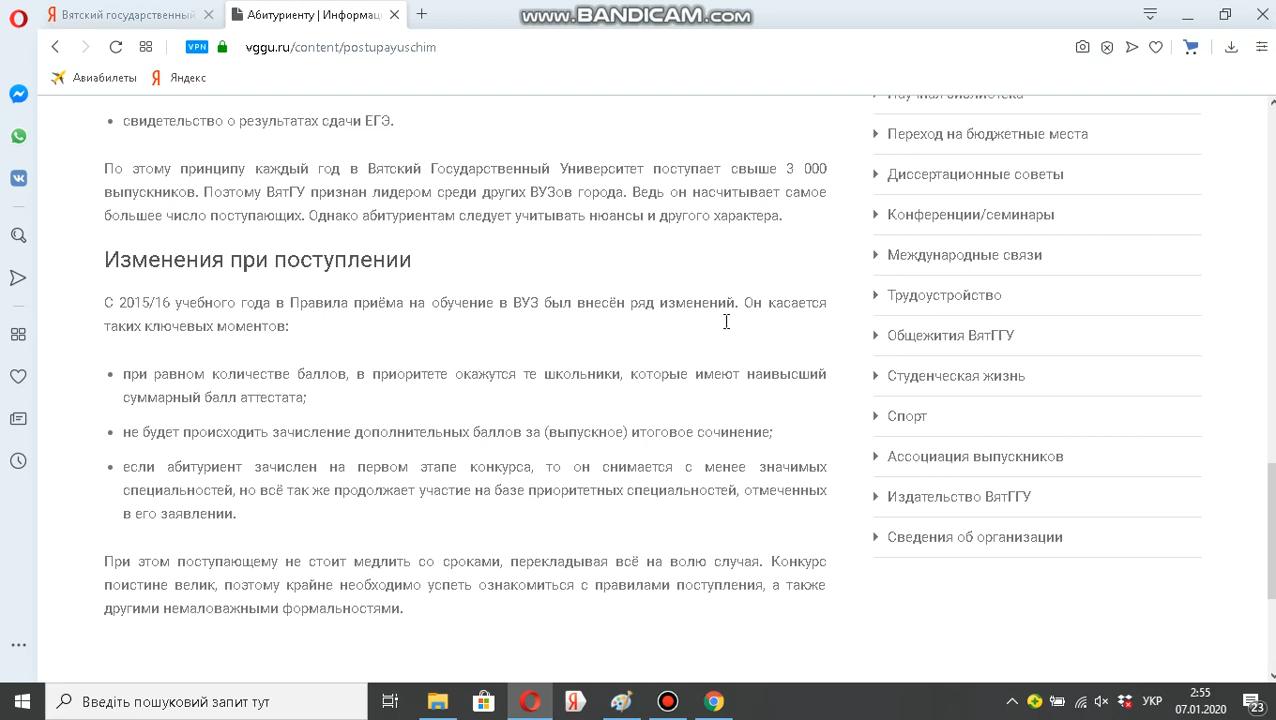 Вятский государственный
Абитуриенту | Информаци
www.BANDICAM.com
VPN
vggu.ru/content/postupayuschim
Авиабилеты
Яндекс
свидетельство о результатах сдачи ЕГЭ.
По этому принципу каждый год в Вятский Государственный Университет поступает свыше 3 000
выпускников. Поэтому ВятГУ признан лидером среди других ВУЗов города. Ведь он насчитывает самое
большее число поступающих. Однако абитуриентам следует учитывать нюансы и другого характера.
Изменения при поступлении
С 2015/16 учебного года в Правила приёма на обучение в ВУЗ был внесён ряд изменений. Он касается
таких ключевых моментов:
при равном количестве баллов, в приоритете окажутся те школьники, которые имеют наивысший
суммарный балл аттестата;
не будет происходить зачисление дополнительных баллов за (выпускное) итоговое сочинение;
если абитуриент зачислен на первом этапе конкурса, то он снимается с менее значимых
специальностей, но всё так же продолжает участие на базе приоритетных специальностей, отмеченных
в его заявлении.
При этом поступающему не стоит медлить со сроками, перекладывая всё на волю случая. Конкурс
поистине велик, поэтому крайне необходимо успеть ознакомиться с правилами поступления, а также
другими немаловажными формальностями.
Научная библиотека
Переход на бюджетные места
Диссертационные советы
Конференции/семинары
Международные связи
Трудоустройство
Общежития ВятГГУ
Студенческая жизнь
Спорт
Ассоциация выпускников
Издательство ВятГГУ
Сведения об организации
Введіть пошуковий запит тут
УКР
2:55
07.01.2020
23